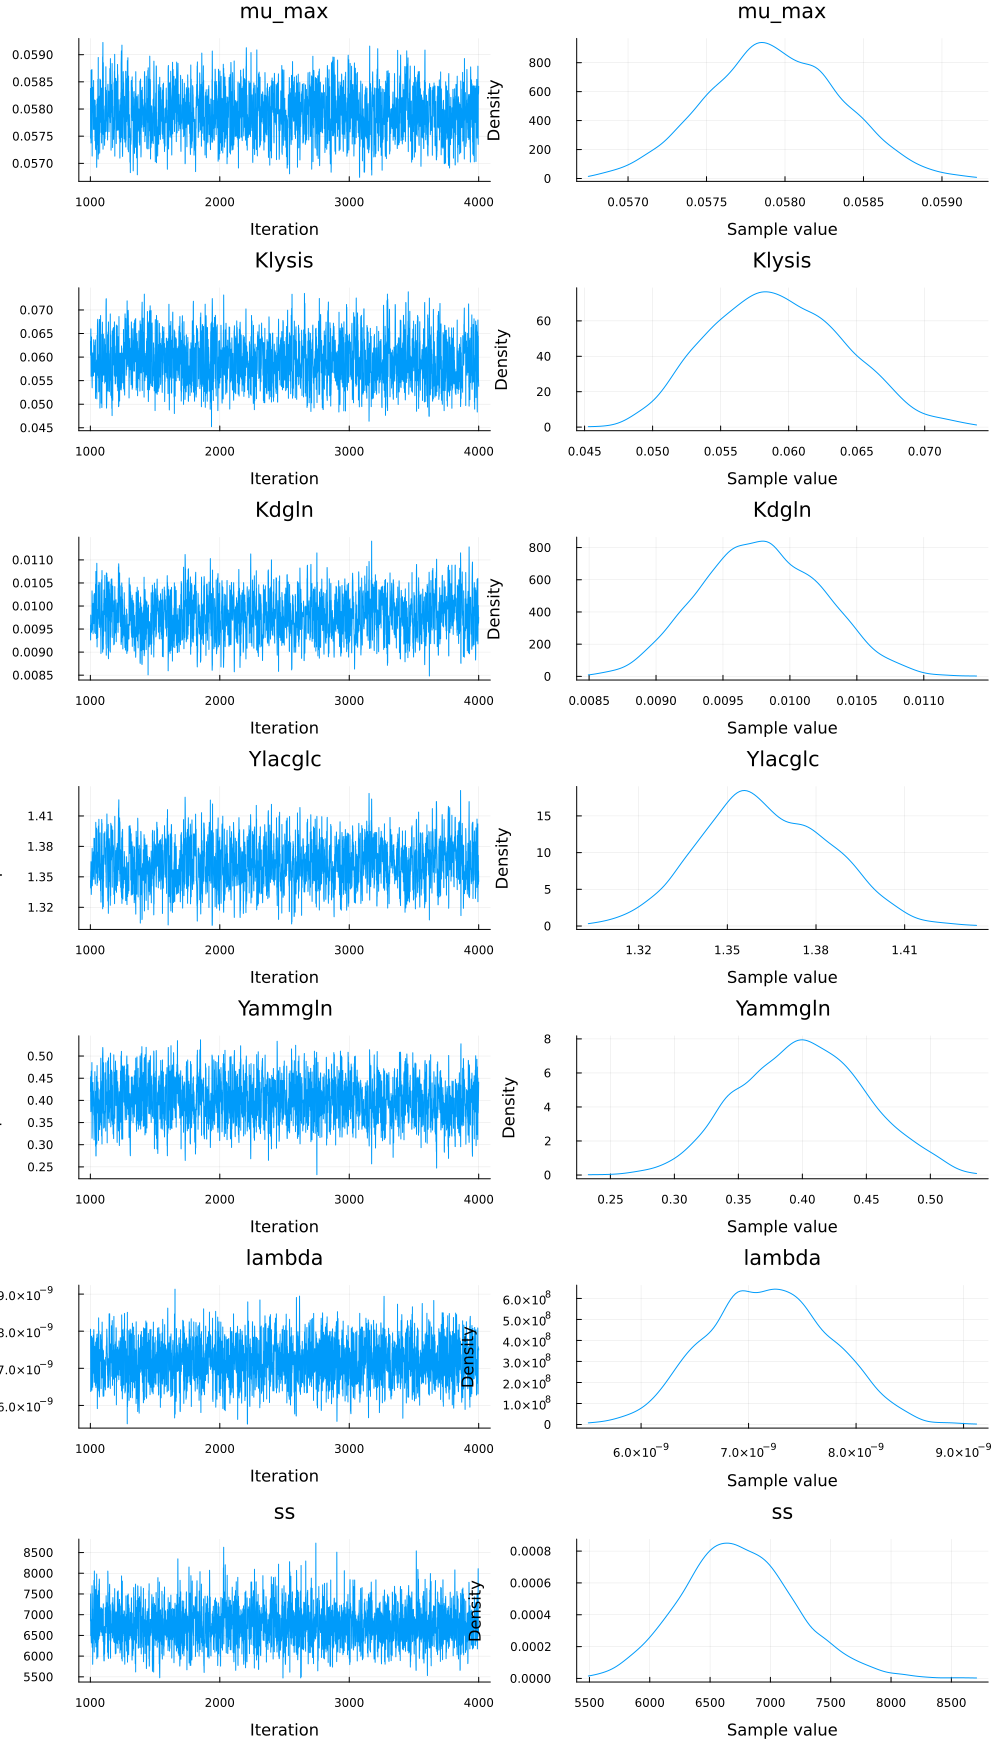 mu_max mu_max
0.0590
0.0585
0.0580
0.0575
0.0570
1000 2000 3000 4000
Iteration
Density
800
600
400
200
0
0.0570 0.0575 0.0580 0.0585 0.0590
Sample value
Klysis Klysis
0.070
0.065
0.060
0.055
0.050
0.045
1000 2000 3000 4000
Iteration
Density
60
40
20
0
0.045 0.050 0.055 0.060 0.065 0.070
Sample value
Kdgln Kdgln
0.0110
0.0105
0.0100
0.0095
0.0090
0.0085
1000 2000 3000 4000
Iteration
Density
800
600
400
200
0
0.0085 0.0090 0.0095 0.0100 0.0105 0.0110
Sample value
Ylacglc Ylacglc
1.41
1.38
1.35
1.32
1000 2000 3000 4000
Iteration
Density
15
10
5
0
1.32 1.35 1.38 1.41
Sample value
Yammgln Yammgln
0.50
0.45
0.40
0.35
0.30
0.25
1000 2000 3000 4000
Iteration
Density
8
6
4
2
0
0.25 0.30 0.35 0.40 0.45 0.50
Sample value
lambda lambda
9.0×10⁻⁹
8.0×10⁻⁹
7.0×10⁻⁹
6.0×10⁻⁹
1000 2000 3000 4000
Iteration
Density
6.0×10⁸
5.0×10⁸
4.0×10⁸
3.0×10⁸
2.0×10⁸
1.0×10⁸
0
6.0×10⁻⁹ 7.0×10⁻⁹ 8.0×10⁻⁹ 9.0×10⁻⁹
Sample value
ss ss
8500
8000
7500
7000
6500
6000
5500
1000 2000 3000 4000
Iteration
Density
0.0008
0.0006
0.0004
0.0002
0.0000
5500 6000 6500 7000 7500 8000 8500
Sample value